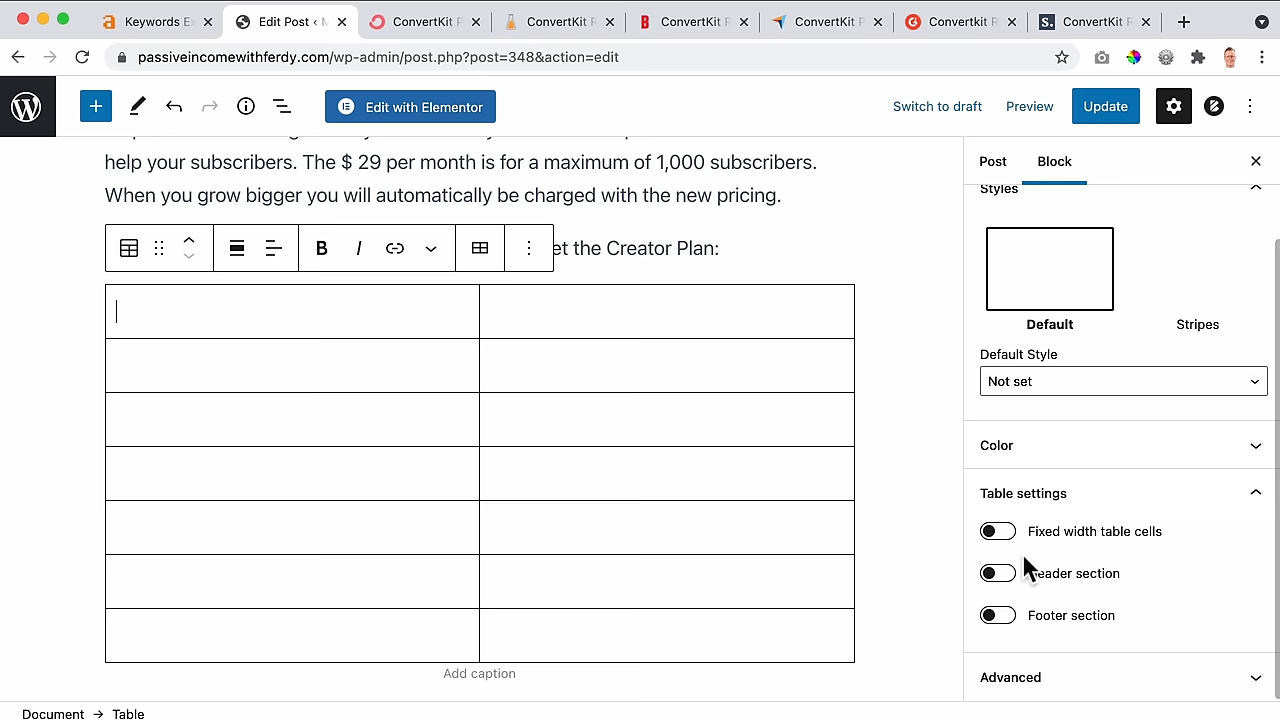 Keywords E
Edit Post ‹ M
ConvertKit F
ConvertKit F
ConvertKit R
ConvertKit P
Convertkit R
ConvertKit R
passiveincomewithferdy.com/wp-admin/post.php?post=348&action=edit
Edit with Elementor
Switch to draft
Preview
Update
help your subscribers. The $ 29 per month is for a maximum of 1,000 subscribers.
When you grow bigger you will automatically be charged with the new pricing.
B I
et the Creator Plan:
Add caption
Post
Block
Styles
Default
Stripes
Default Style
Not set
Color
Table settings
Fixed width table cells
eader section
Footer section
Advanced
Document → Table